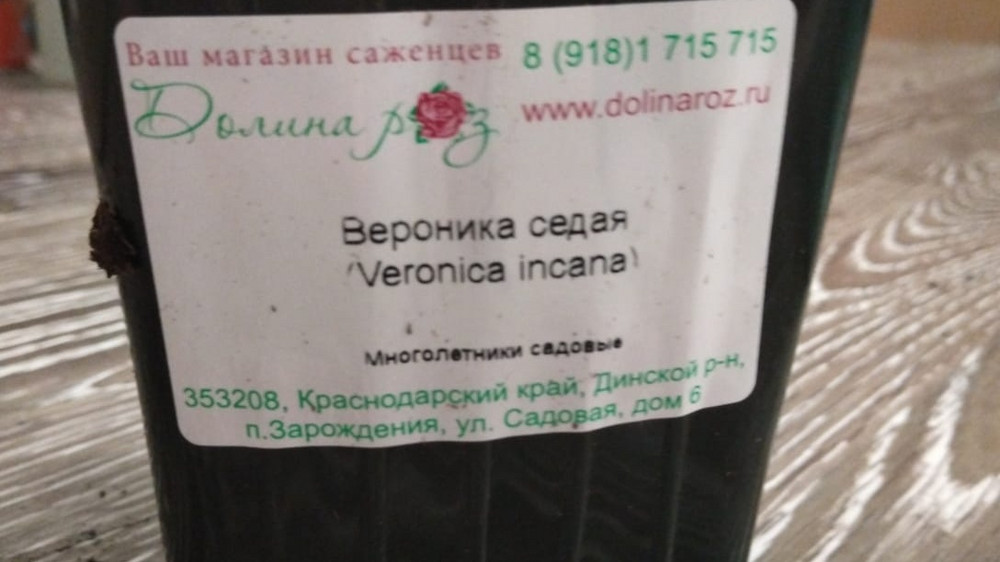 Ваш магазин саженцев 8 (918)1 715 715
Долина роз www.dolinaroz.ru
Вероника седая
(Veronica incana)
Многолетники садовые
353208, Краснодарский край, Динской р-н,
п.Зарождения, ул. Садовая, дом 6